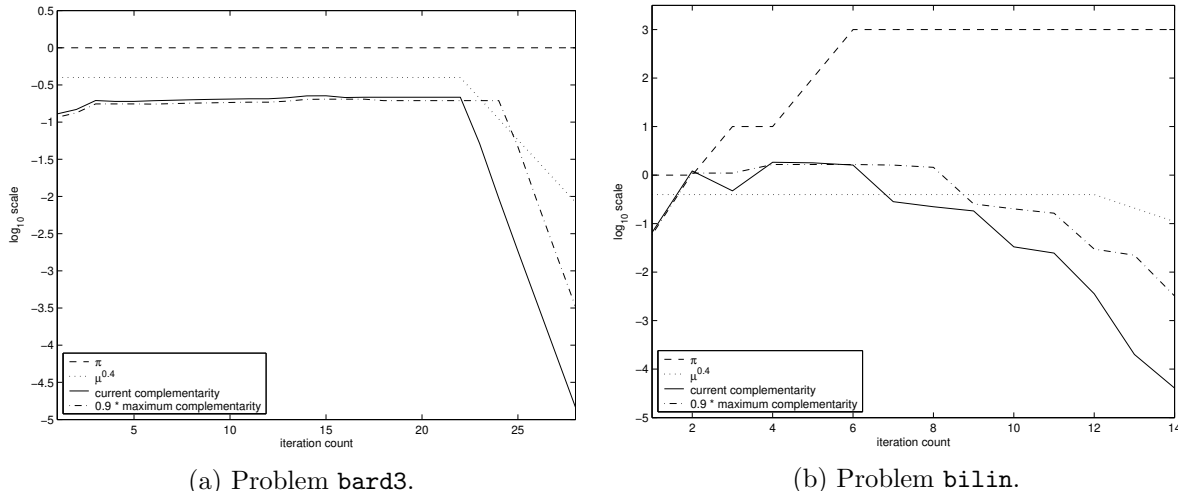 0.5
0
−0.5
−1
−1.5
−2
−2.5
−3
−3.5
−4
−4.5
−5
log10 scale
π
μ0.4
current complementarity
0.9 * maximum complementarity
5 10 15 20 25
iteration count
(a) Problem bard3.
3
2
1
0
−1
−2
−3
−4
−5
log10 scale
π
μ0.4
current complementarity
0.9 * maximum complementarity
2 4 6 8 10 12 14
iteration count
(b) Problem bilin.